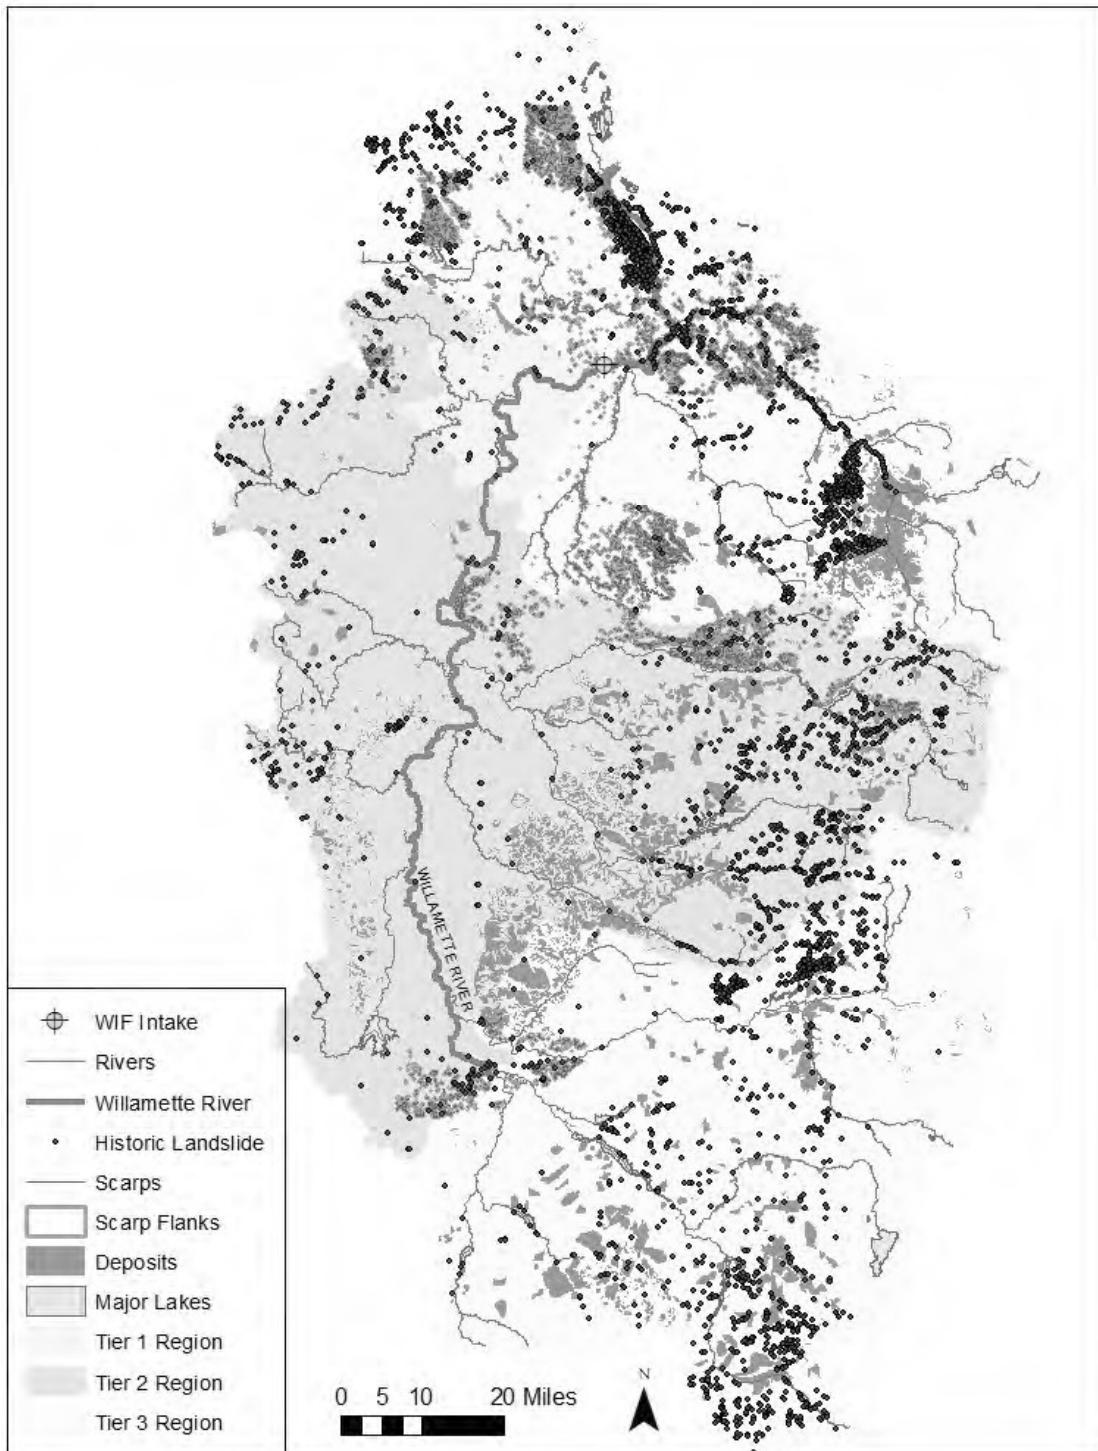 WILLAMETTE RIVER
WIF Intake
Rivers
Willamette River
Historic Landslide
Scarps
Scarp Flanks
Deposits
Major Lakes
Tier 1 Region
Tier 2 Region
Tier 3 Region
0 5 10 20 Miles
N